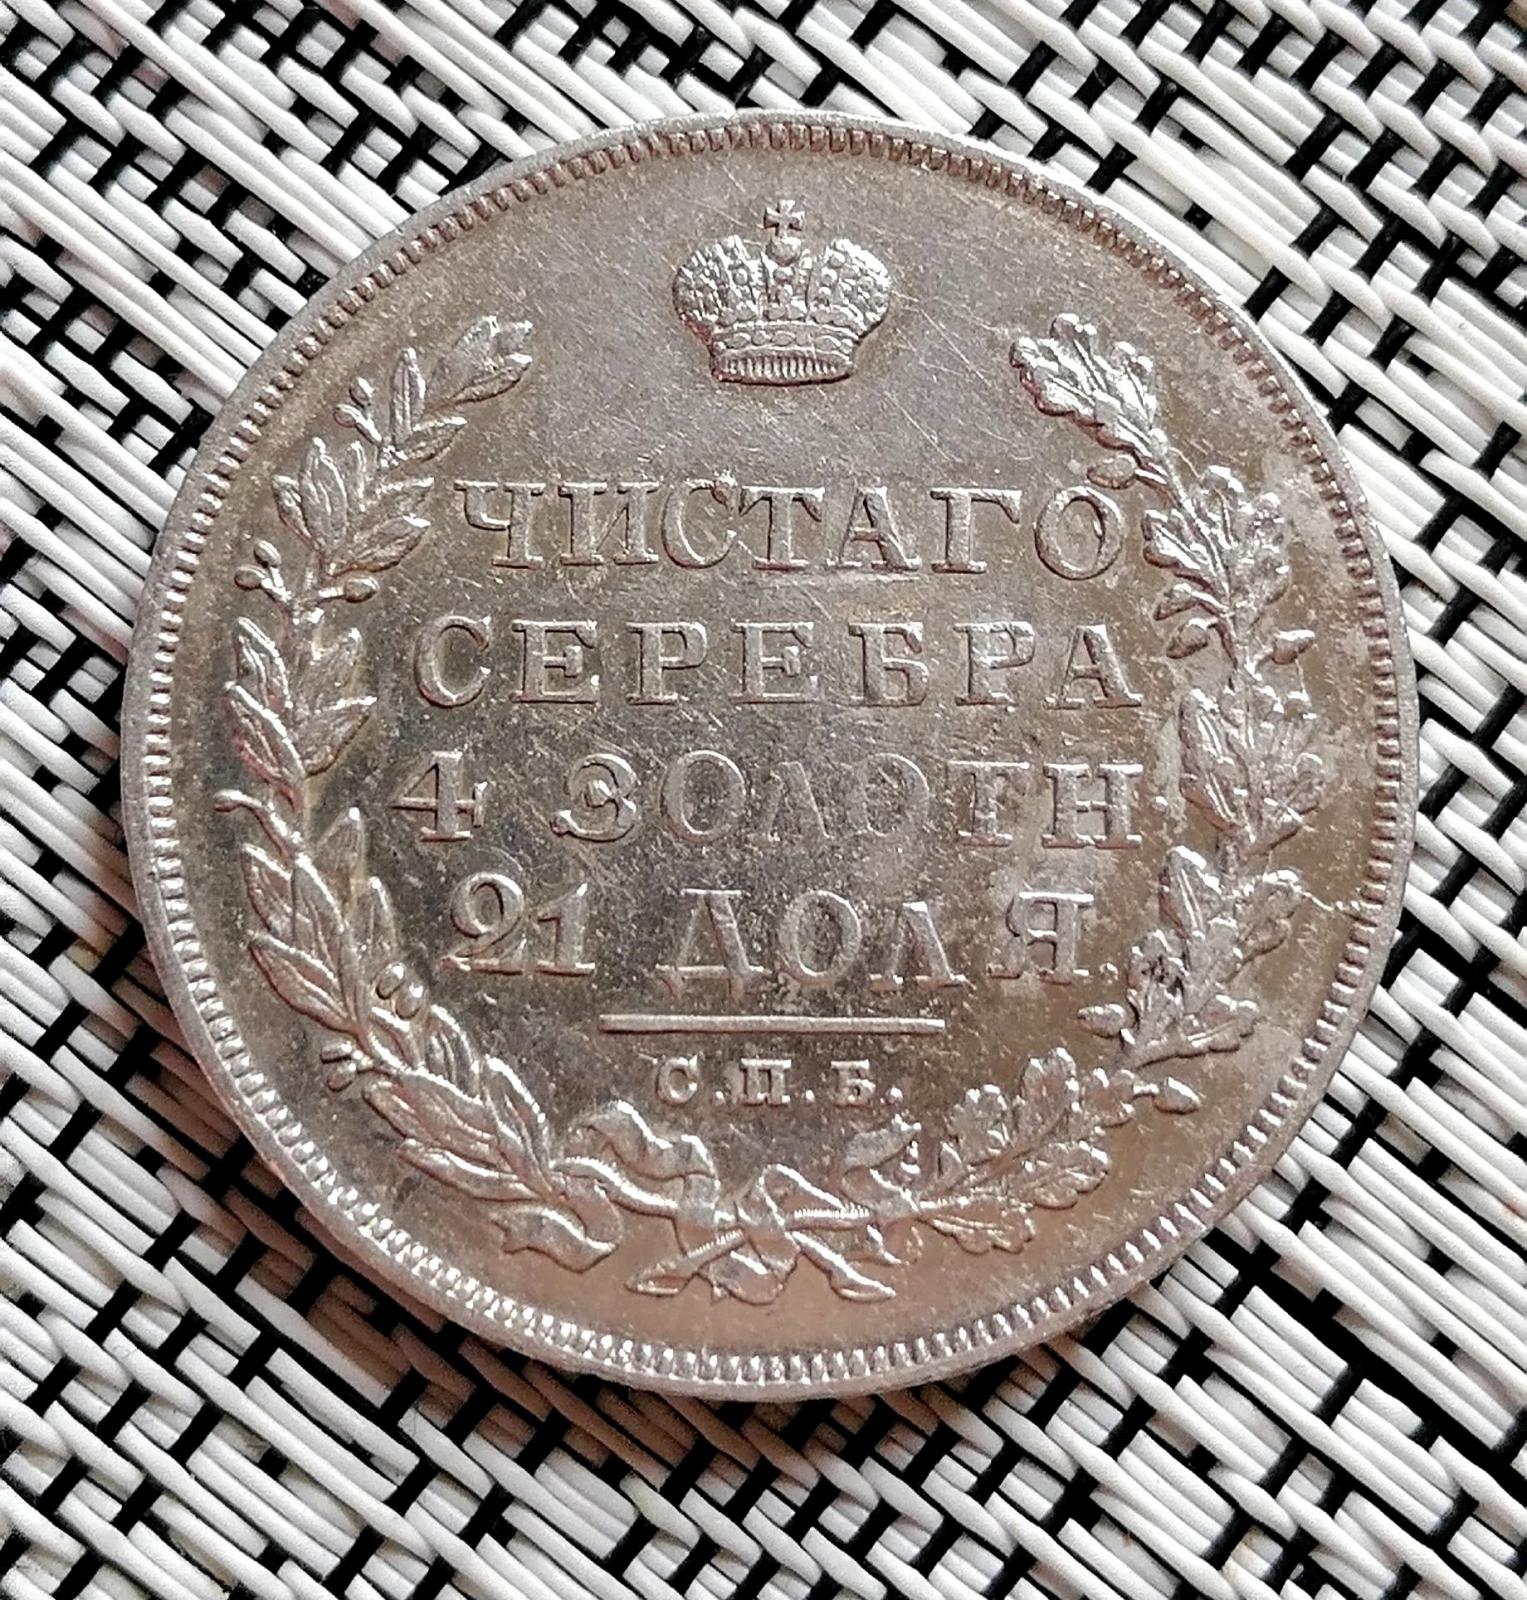 ЧИСТАГО
СЕРЕБРА
4 ЗОЛОТН
21 ДОЛЯ.
С.П.Б.